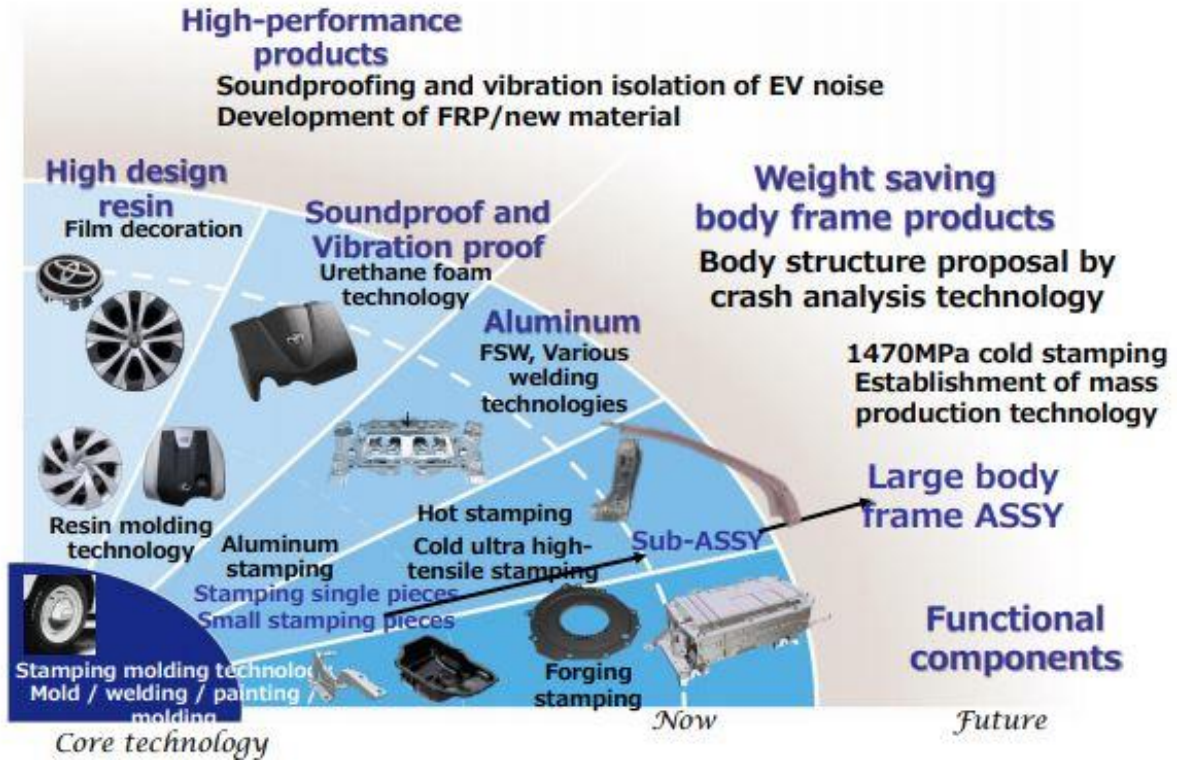 High-performance
products
Soundproofing and vibration isolation of EV noise
Development of FRP/new material
High design
resin
Film decoration
Soundproof and
Vibration proof
Urethane foam
technology
Weight saving
body frame products
Body structure proposal by
crash analysis technology
Aluminum
FSW, Various
welding
technologies
1470MPa cold stamping
Establishment of mass
production technology
Resin molding
technology
Aluminum
stamping
Hot stamping
Cold ultra high-
tensile stamping
Stamping single pieces
Small stamping pieces
Sub-ASSY
Large body
frame ASSY
Functional
components
Forging
stamping
Stamping molding technology
Mold / welding / painting /
molding
Core technology
Now
Future